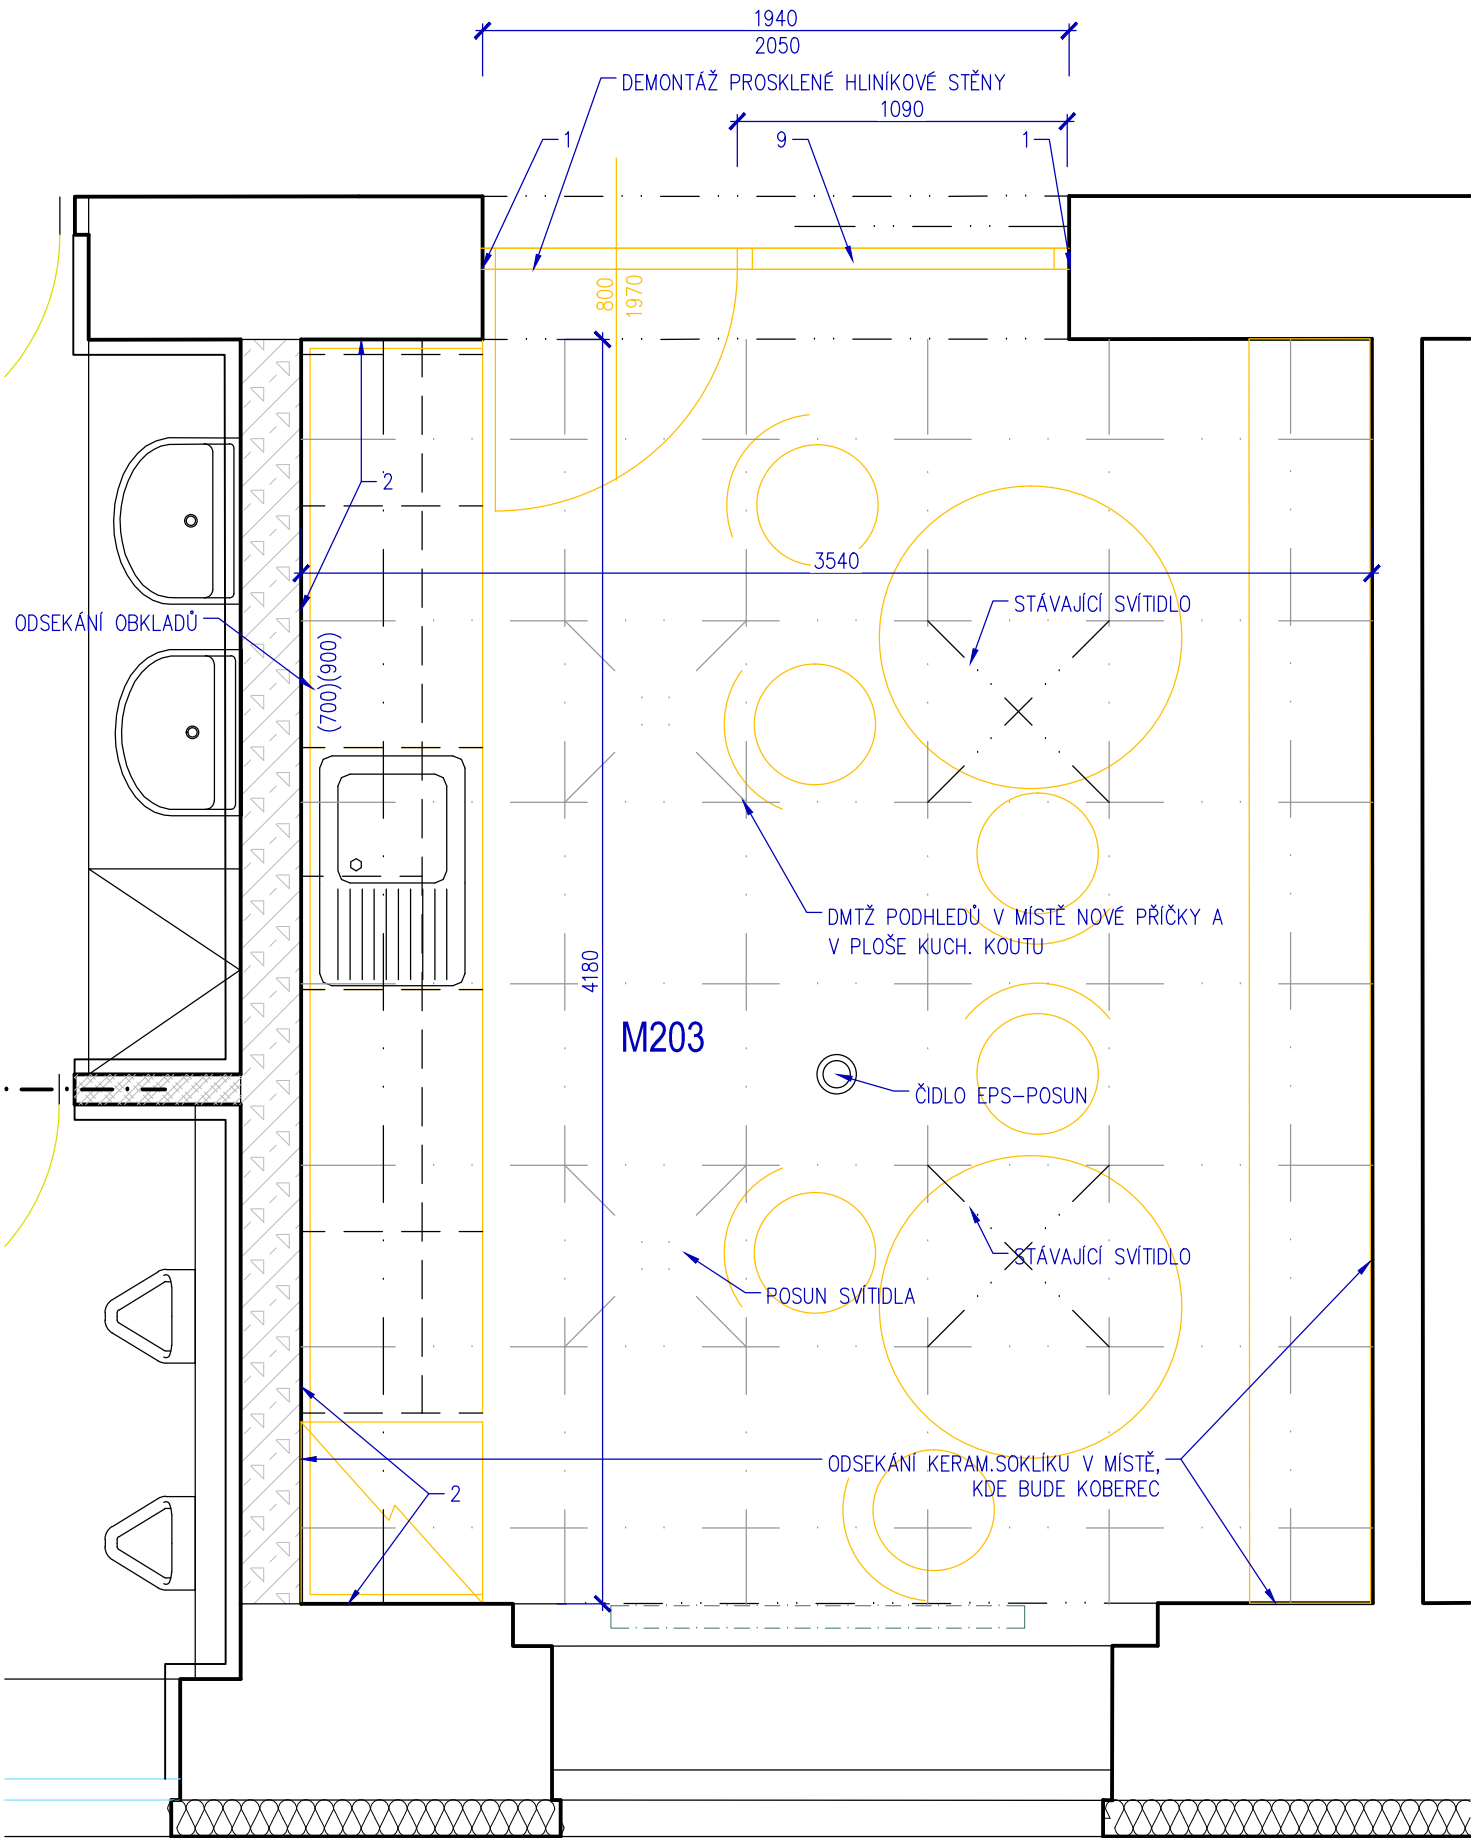 1940
2050
DEMONTÁŽ PROSKLENÉ HLINÍKOVÉ STĚNY
1090
1
9
1
800
1970
2
3540
STÁVAJÍCÍ SVÍTIDLO
ODSEKÁNÍ OBKLADŮ
(700)(900)
DMTŽ PODHLEDŮ V MÍSTĚ NOVÉ PŘÍČKY A
V PLOŠE KUCH. KOUTU
4180
M203
ČIDLO EPS-POSUN
STÁVAJÍCÍ SVÍTIDLO
POSUN SVÍTIDLA
ODSEKÁNÍ KERAM.SOKLÍKU V MÍSTĚ,
KDE BUDE KOBEREC
2